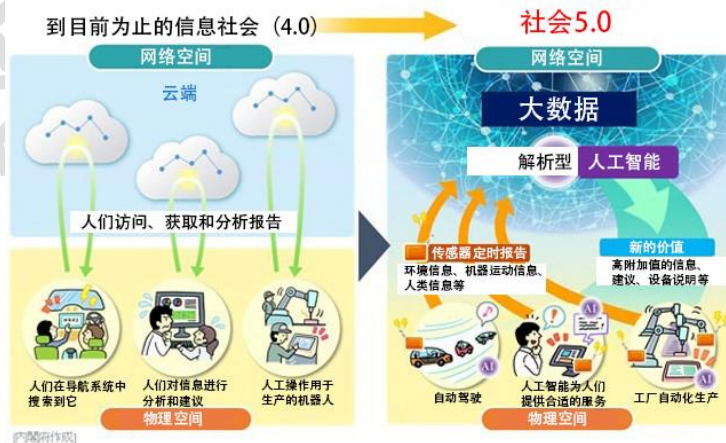 到目前为止的信息社会（4.0）
社会5.0
网络空间
云端
人们访问、获取和分析报告
人们在导航系统中
搜索到它
人们对信息进行
分析和建议
人工操作用于
生产的机器人
物理空间
网络空间
大数据
解析型 人工智能
传感器定时报告
环境信息、机器运动信息、
人类信息等
新的价值
高附加值的信息、
建议、设备说明等
AI
AI
AI
自动驾驶
人工智能为人们
提供合适的服务
工厂自动化生产
物理空间
[内閣府作成]